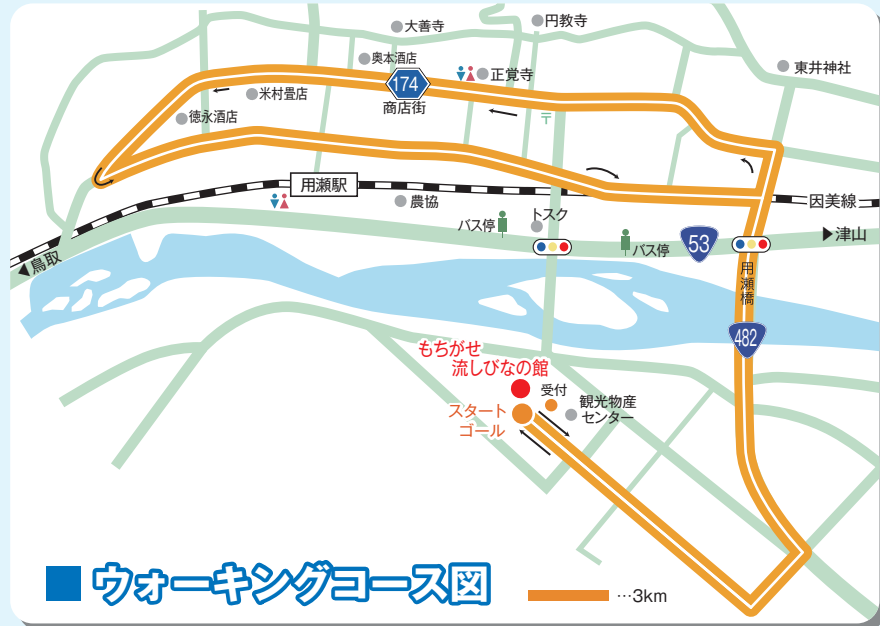 大善寺
円教寺
奥本酒店
正覚寺
東井神社
174
商店街
米村畳店
徳永酒店
〒
用瀬駅
農協
因美線
バス停
トスク
バス停
53
▶津山
◀鳥取
用瀬橋
482
もちがせ
流しびなの館
受付
スタート
ゴール
観光物産
センター
ウォーキングコース図
…3km